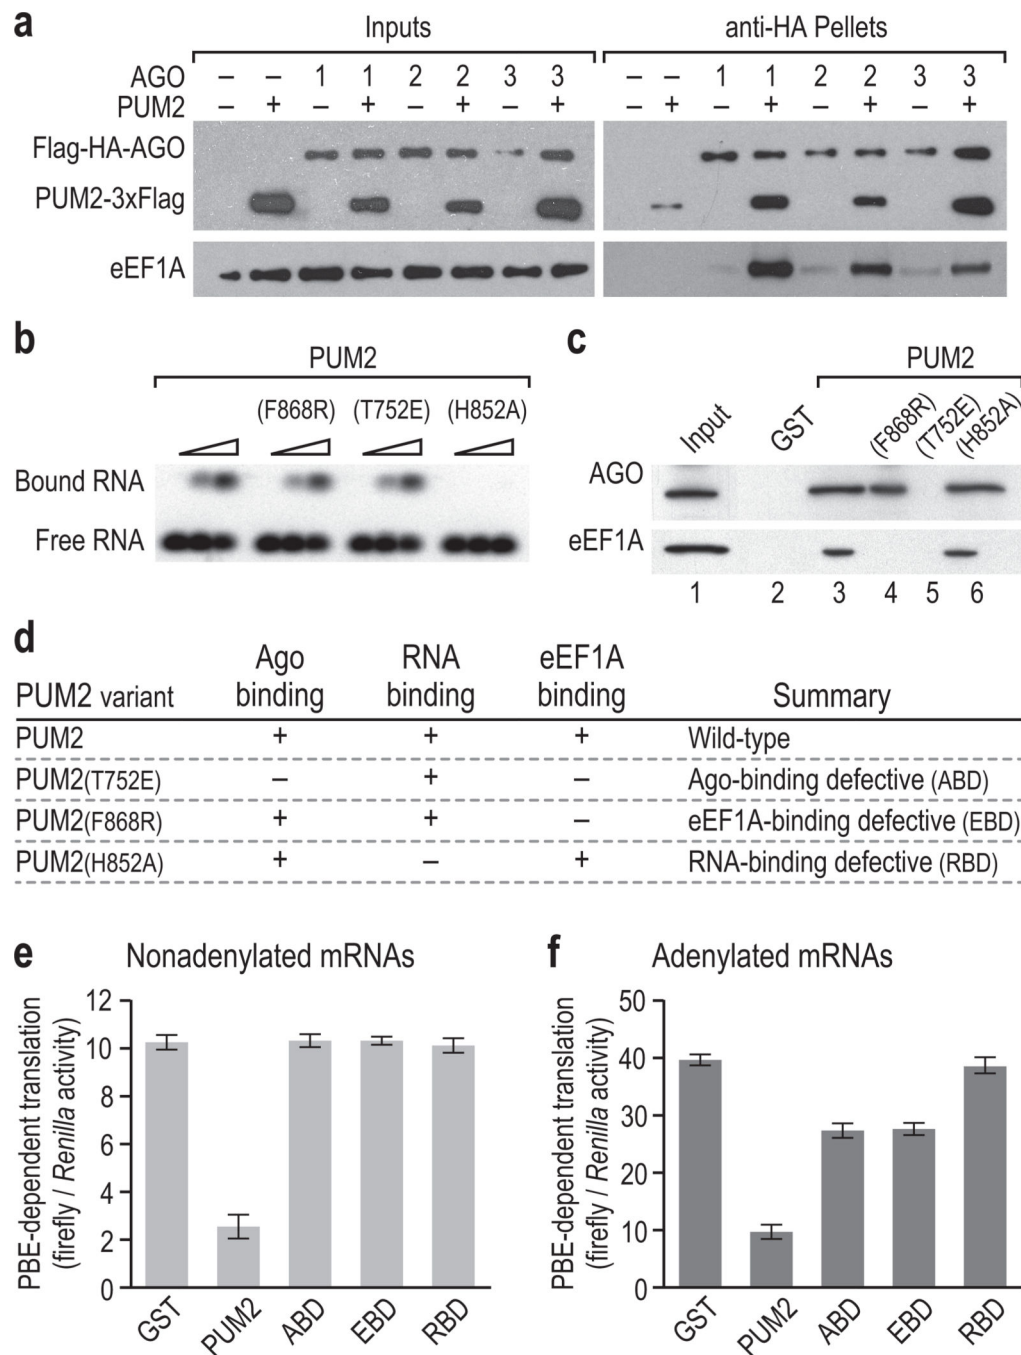 a
Inputs anti-HA Pellets
AGO – – 1 1 2 2 3 3 – – 1 1 2 2 3 3
PUM2 – + – + – + – + – + – + – + – +
Flag-HA-AGO
PUM2-3xFlag
eEF1A
b
PUM2
(F868R) (T752E) (H852A)
Bound RNA
Free RNA
c
PUM2
Input GST (F868R) (T752E) (H852A)
AGO
eEF1A
1 2 3 4 5 6
d
Ago RNA eEF1A
PUM2 variant binding binding binding Summary
PUM2 + + + Wild-type
PUM2(T752E) – + – Ago-binding defective (ABD)
PUM2(F868R) + + – eEF1A-binding defective (EBD)
PUM2(H852A) + – + RNA-binding defective (RBD)
e Nonadenylated mRNAs
PBE-dependent translation
(firefly / Renilla activity)
12
10
8
6
4
2
0
GST PUM2 ABD EBD RBD
f Adenylated mRNAs
PBE-dependent translation
(firefly / Renilla activity)
50
40
30
20
10
0
GST PUM2 ABD EBD RBD